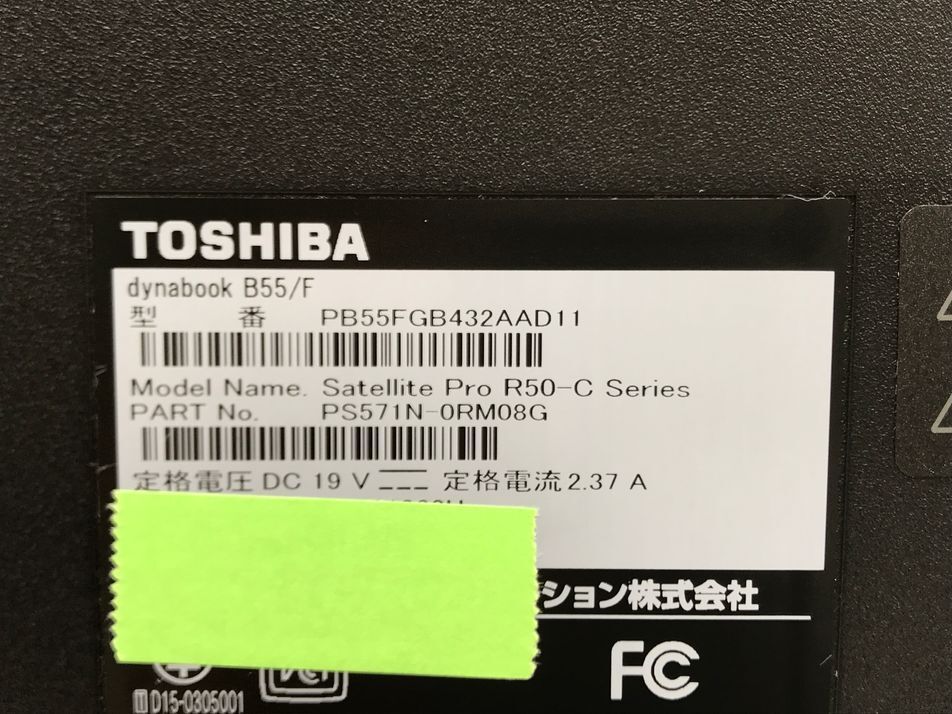 TOSHIBA
dynabook B55/F
型 番 PB55FGB432AAD11
Model Name. Satellite Pro R50-C Series
PART No. PS571N-0RM08G
定格電圧 DC 19 V 定格電流 2.37 A
ション株式会社
FC
D15-0305001